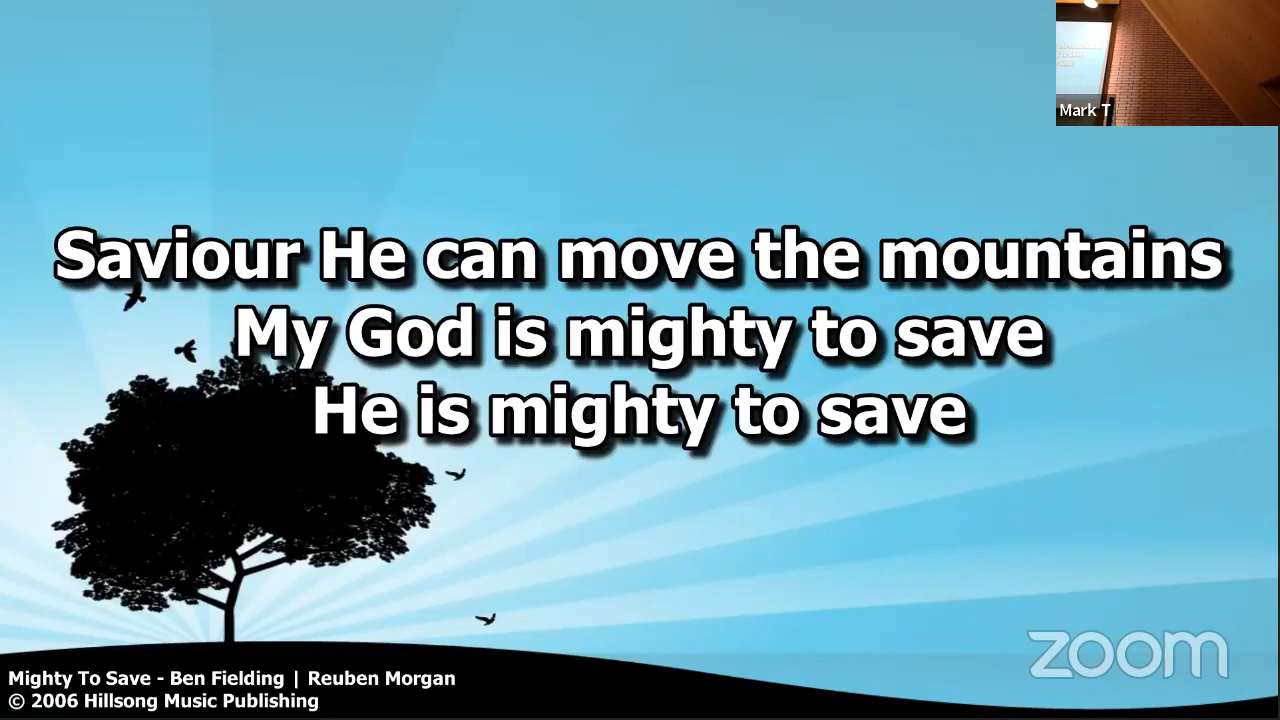 Mark T
Saviour He can move the mountains
My God is mighty to save
He is mighty to save
zoom
Mighty To Save - Ben Fielding | Reuben Morgan
© 2006 Hillsong Music Publishing